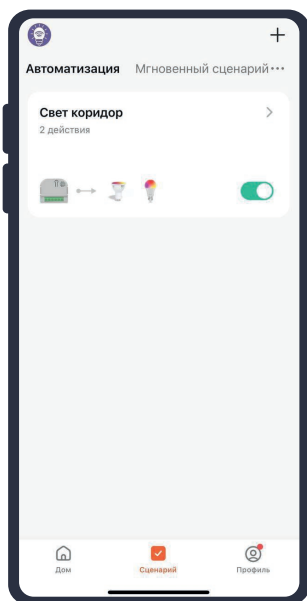 Автоматизация Мгновенный сценарий
Свет коридор
2 действия
Дом Сценарий Профиль